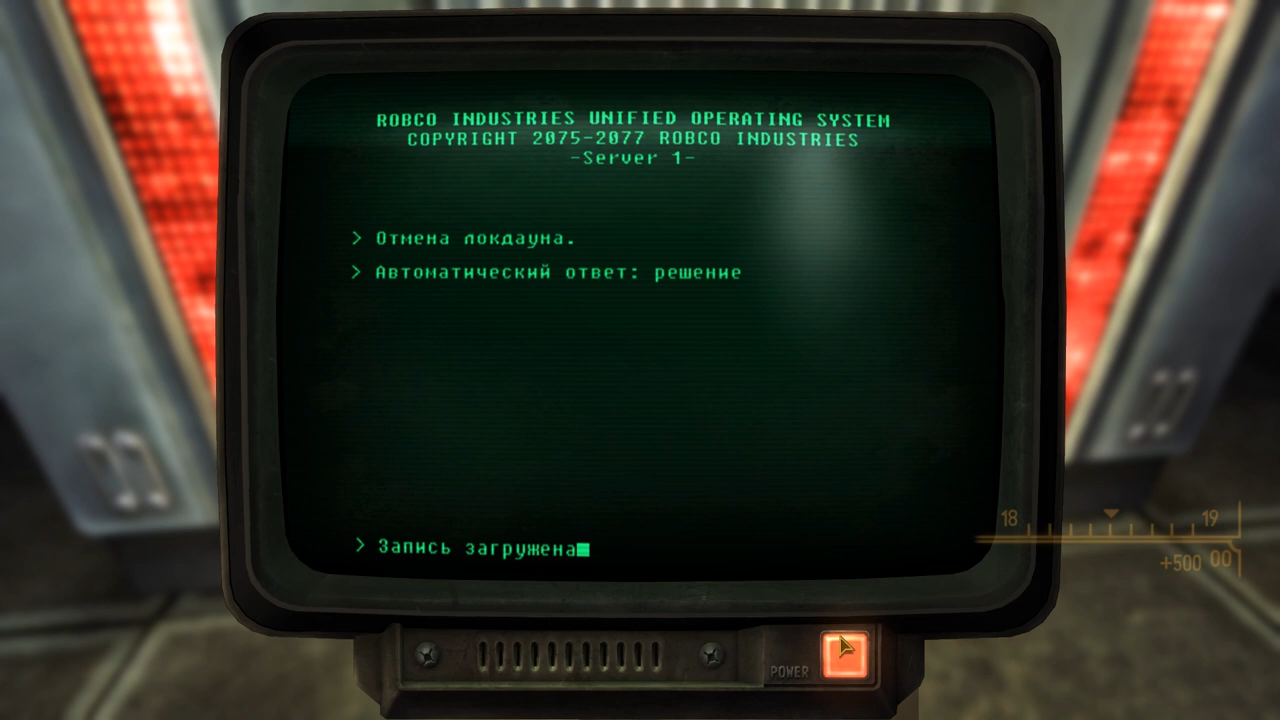 ROBCO INDUSTRIES UNIFIED OPERATING SYSTEM
COPYRIGHT 2075-2077 ROBCO INDUSTRIES
-Server 1-
> Отмена локдауна.
> Автоматический ответ: решение
> Запись загружена
18 19
+500 00
POWER